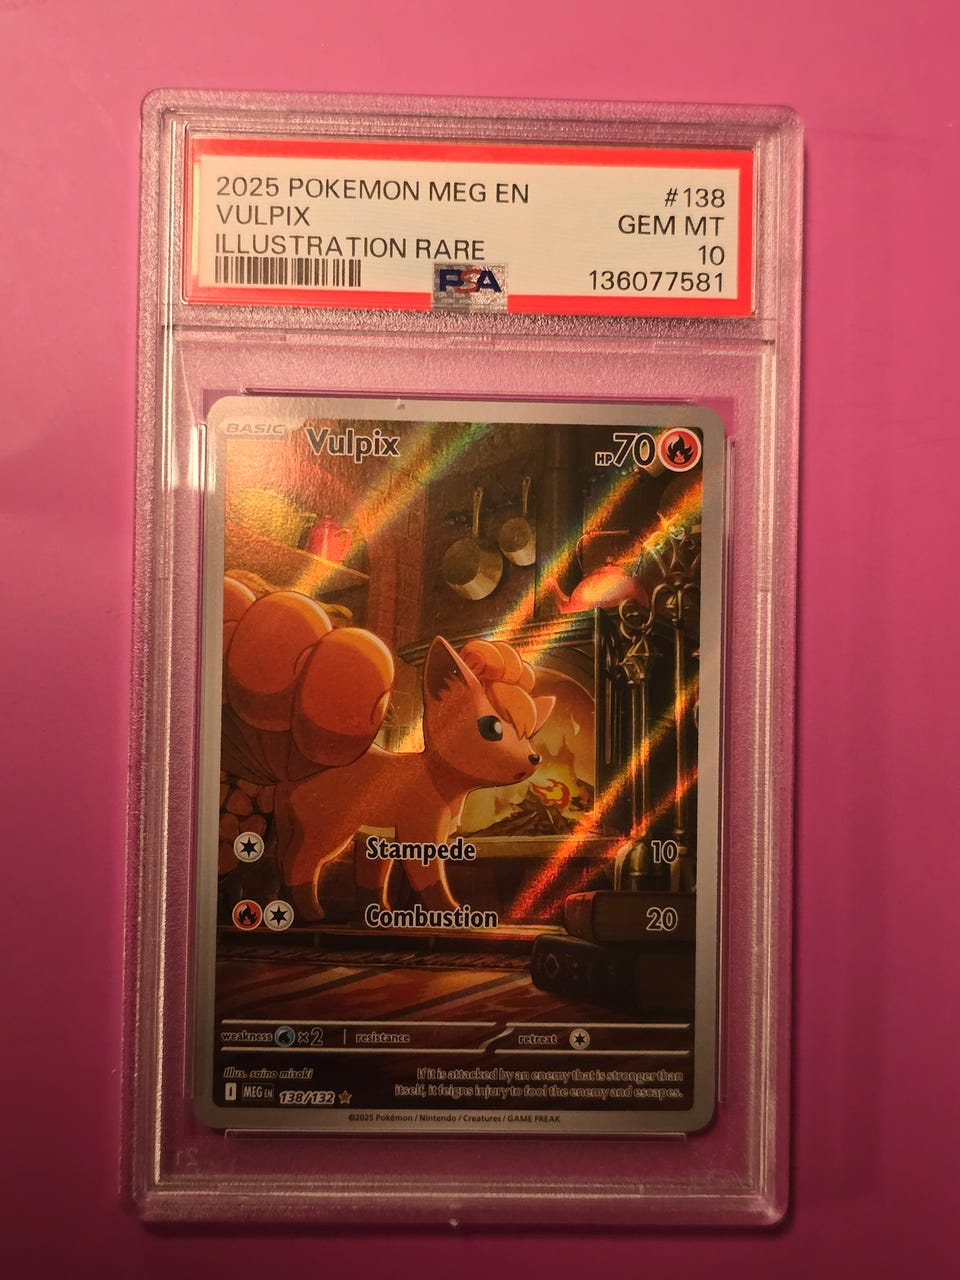 2025 POKEMON MEG EN
#138
VULPIX
GEM MT
ILLUSTRATION RARE
10
PSA
136077581
BASIC
Vulpix
HP 70
Stampede
10
Combustion
20
weakness ×2
resistance
retreat
Illus. saino misaki
If it is attacked by an enemy that is stronger than
itself, it feigns injury to fool the enemy and escapes.
I MEG EN 138/132
©2025 Pokémon / Nintendo / Creatures / GAME FREAK